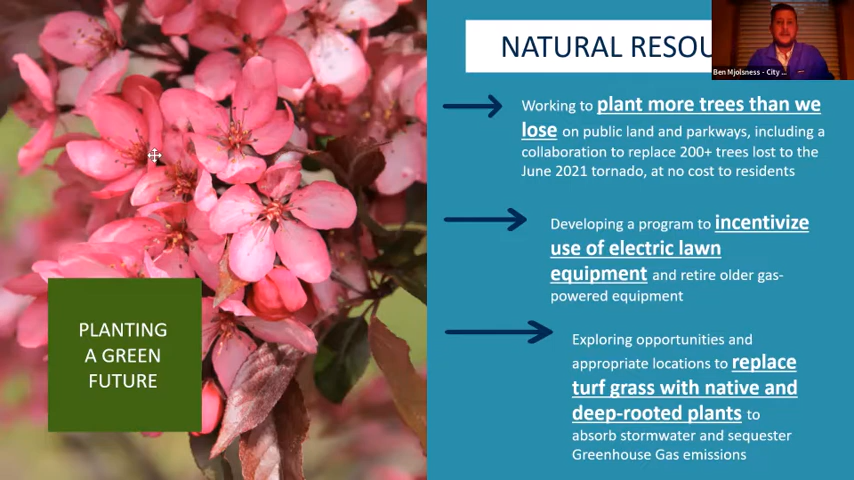 NATURAL RESOU
Ben Mjolsness - City ...
Working to plant more trees than we
lose on public land and parkways, including a
collaboration to replace 200+ trees lost to the
June 2021 tornado, at no cost to residents
Developing a program to incentivize
use of electric lawn
equipment and retire older gas-
powered equipment
PLANTING
A GREEN
FUTURE
Exploring opportunities and
appropriate locations to replace
turf grass with native and
deep-rooted plants to
absorb stormwater and sequester
Greenhouse Gas emissions